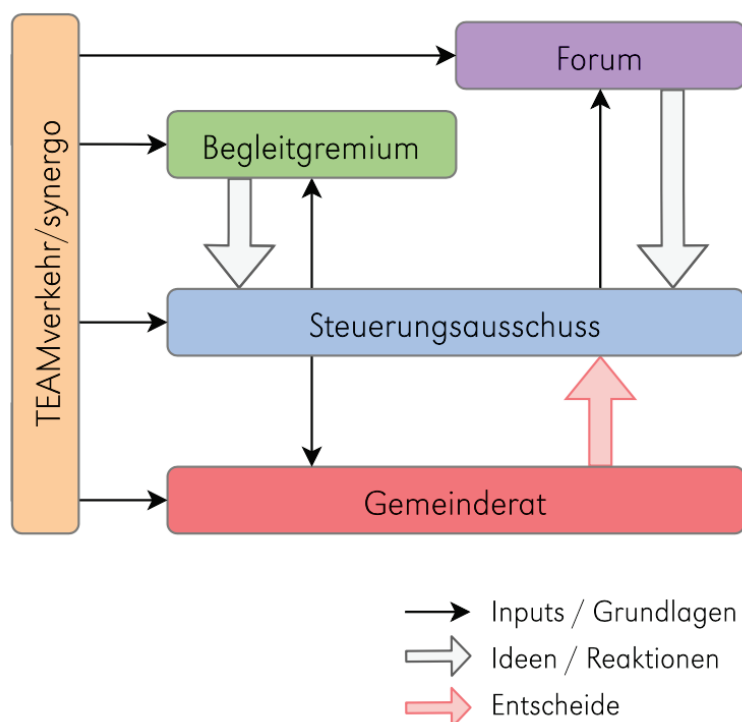 TEAMverkehr/synergo
Forum
Begleitgremium
Steuerungsausschuss
Gemeinderat
Inputs / Grundlagen
Ideen / Reaktionen
Entscheide